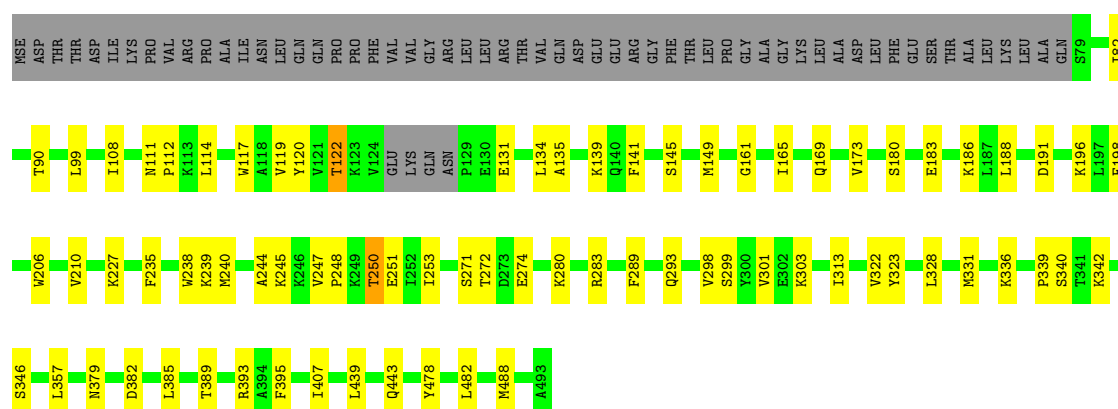 MSE ASP THR THR ASP ILE LYS PRO VAL ARG PRO ALA ILE ASN LEU GLN GLN PRO PRO PHE VAL VAL GLY ARG LEU LEU ARG THR VAL GLN ASP GLU GLU ARG GLY PHE THR LEU PRO GLY ALA GLY LYS LEU ALA ASP LEU PHE GLU SER THR ALA LEU LYS LEU ALA GLN S79 I82
T90 L99 I108 N111 P112 K113 L114 W117 A118 V119 Y120 V121 T122 K123 V124 GLU LYS GLN ASN P129 E130 E131 L134 A135 K139 Q140 F141 S145 M149 G161 I165 Q169 V173 S180 E183 K186 L187 L188 D191 K196 L197
W206 V210 K227 F235 W238 K239 M240 A244 K245 K246 V247 P248 K249 T250 E251 I252 I253 S271 T272 D273 E274 K280 R283 F289 Q293 V298 S299 Y300 V301 E302 K303 I313 V322 Y323 L328 M331 K336 P339 S340 T341 K342
S346 L357 N379 D382 L385 T389 R393 A394 F395 I407 L439 Q443 Y478 L482 M488 A493